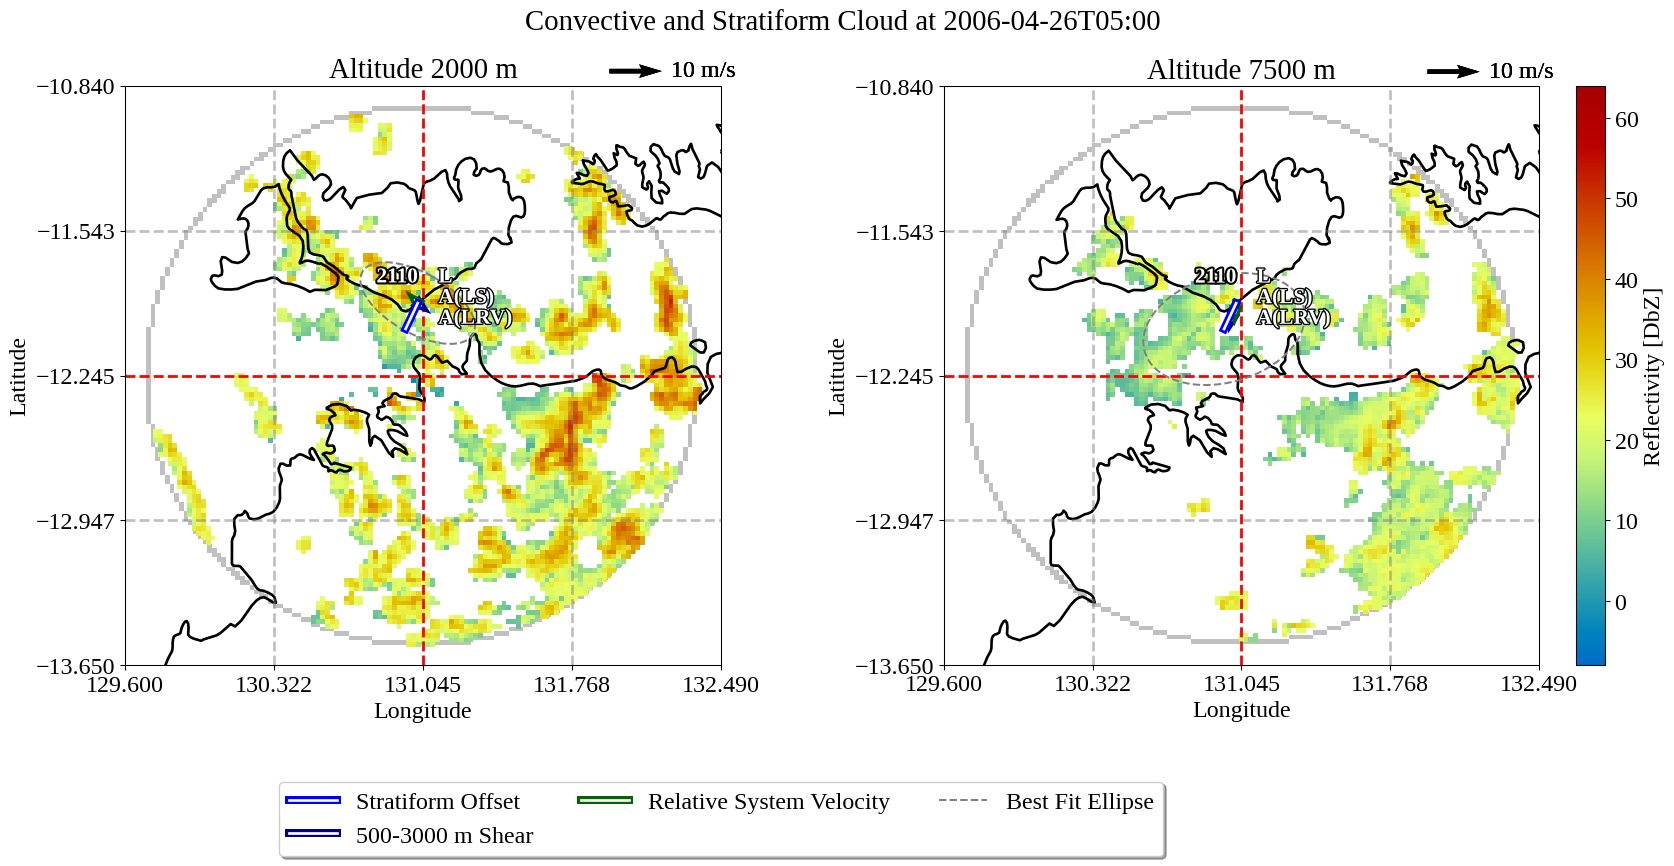 Convective and Stratiform Cloud at 2006-04-26T05:00
Altitude 2000 m
10 m/s
Altitude 7500 m
10 m/s
−10.840
−11.543
−12.245
−12.947
−13.650
129.600
130.322
131.045
131.768
132.490
Longitude
Latitude
2110
L
A(LS)
A(LRV)
−10.840
−11.543
−12.245
−12.947
−13.650
129.600
130.322
131.045
131.768
132.490
Longitude
Latitude
2110
L
A(LS)
A(LRV)
60
50
40
30
20
10
0
Reflectivity [DbZ]
Stratiform Offset
500-3000 m Shear
Relative System Velocity
Best Fit Ellipse